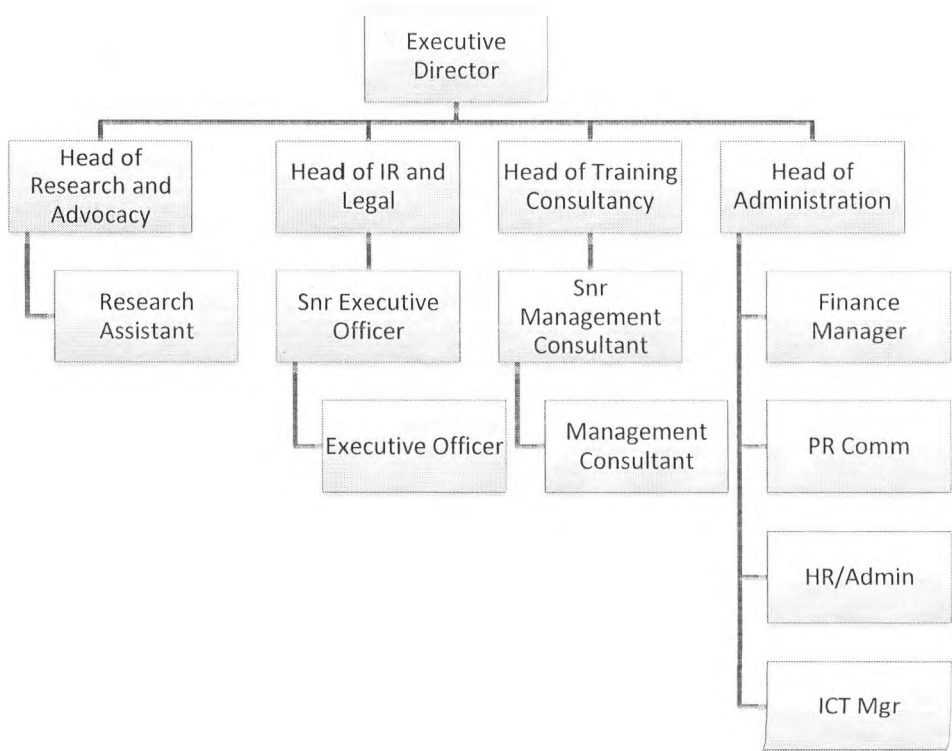 Executive
Director
Head of
Research and
Advocacy
Head of IR and
Legal
Head of Training
Consultancy
Head of
Administration
Research
Assistant
Snr Executive
Officer
Snr
Management
Consultant
Finance
Manager
Executive Officer
Management
Consultant
PR Comm
HR/Admin
ICT Mgr